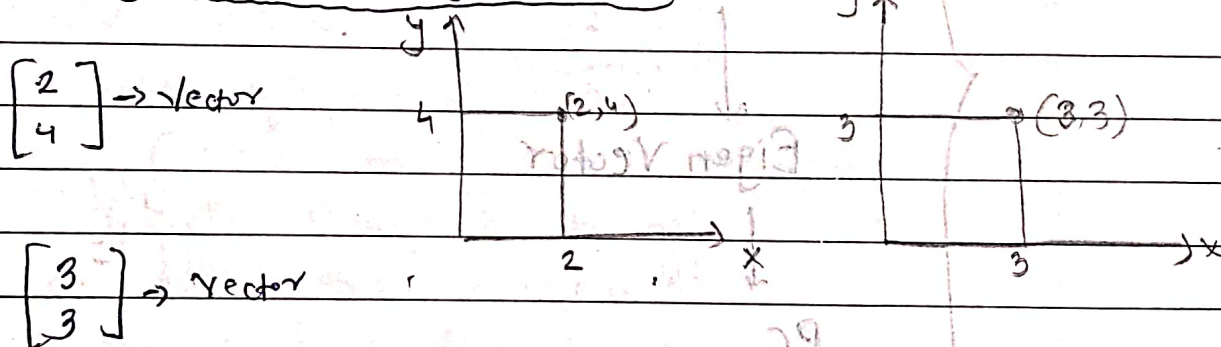 y
[2
4] → Vector
4
(2,4)
2
x
y
3
(3,3)
3
x
[3
3] → vector